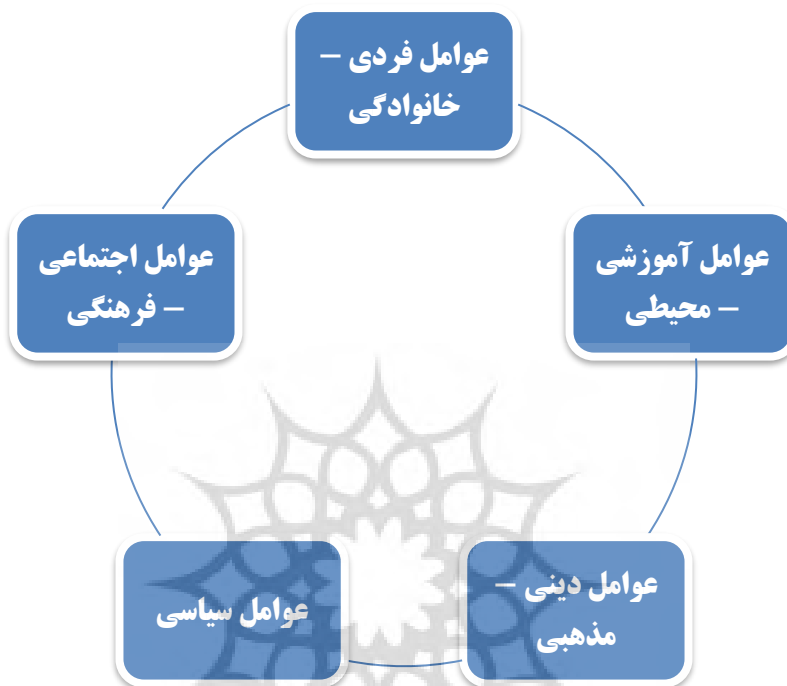 عوامل فردی –
خانوادگی
عوامل آموزشی
– محیطی
عوامل دینی –
مذهبی
عوامل سیاسی
عوامل اجتماعی
– فرهنگی